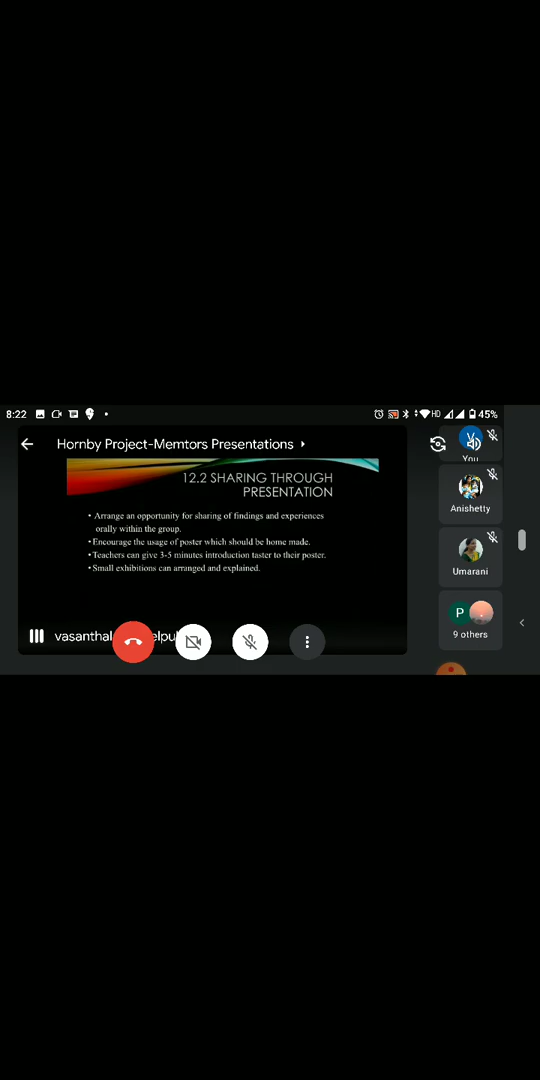 8:22
HD
45%
Hornby Project-Memtors Presentations
You
12.2 SHARING THROUGH
PRESENTATION
• Arrange an opportunity for sharing of findings and experiences
orally within the group.
• Encourage the usage of poster which should be home made.
• Teachers can give 3-5 minutes introduction taster to their poster.
• Small exhibitions can arranged and explained.
Anishetty
Umarani
P
9 others